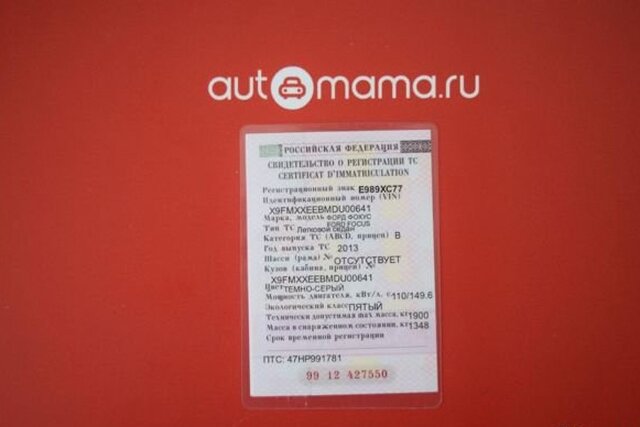 automama.ru
РОССИЙСКАЯ ФЕДЕРАЦИЯ
СВИДЕТЕЛЬСТВО О РЕГИСТРАЦИИ ТС
CERTIFICAT D'IMMATRICULATION
Регистрационный знак Е989ХС77
Идентификационный номер (VIN)
X9FMXXEEBMDU00641
Марка, модель ФОРД ФОКУС
FORD FOCUS
Тип ТС Легковой седан
Категория ТС (ABCD, прицеп) B
Год выпуска ТС 2013
Шасси (рама) № ОТСУТСТВУЕТ
Кузов (кабина, прицеп) №
X9FMXXEEBMDU00641
Цвет ТЕМНО-СЕРЫЙ
Мощность двигателя, кВт/л. с. 110/149.6
Экологический класс ПЯТЫЙ
Технически допустимая max масса, кг 1900
Масса в снаряженном состоянии, кг 1348
Срок временной регистрации
ПТС: 47НР991781
99 12 427550